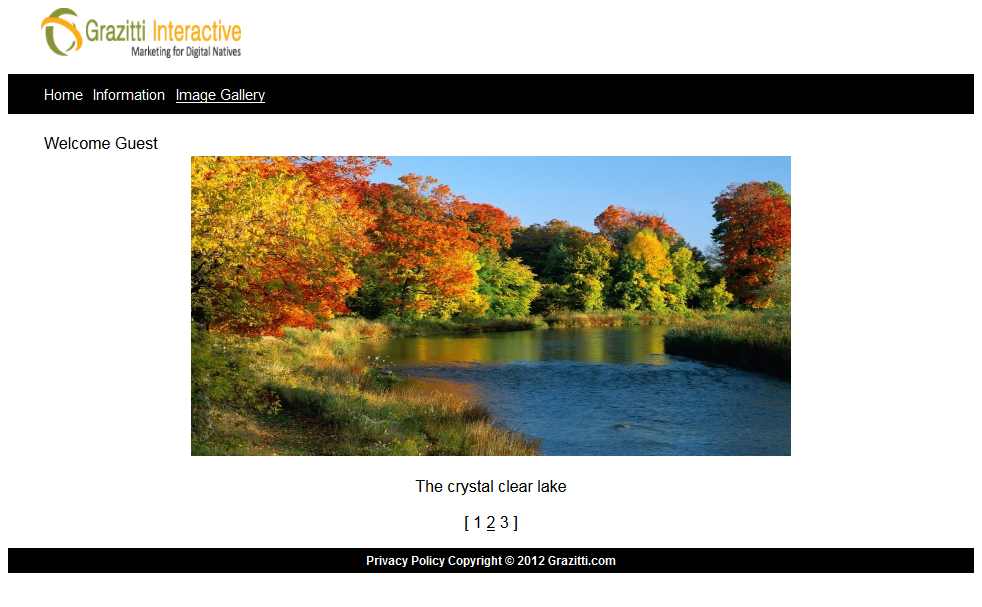 Grazitti Interactive
Marketing for Digital Natives
Home Information Image Gallery
Welcome Guest
The crystal clear lake
[ 1 2 3 ]
Privacy Policy Copyright © 2012 Grazitti.com